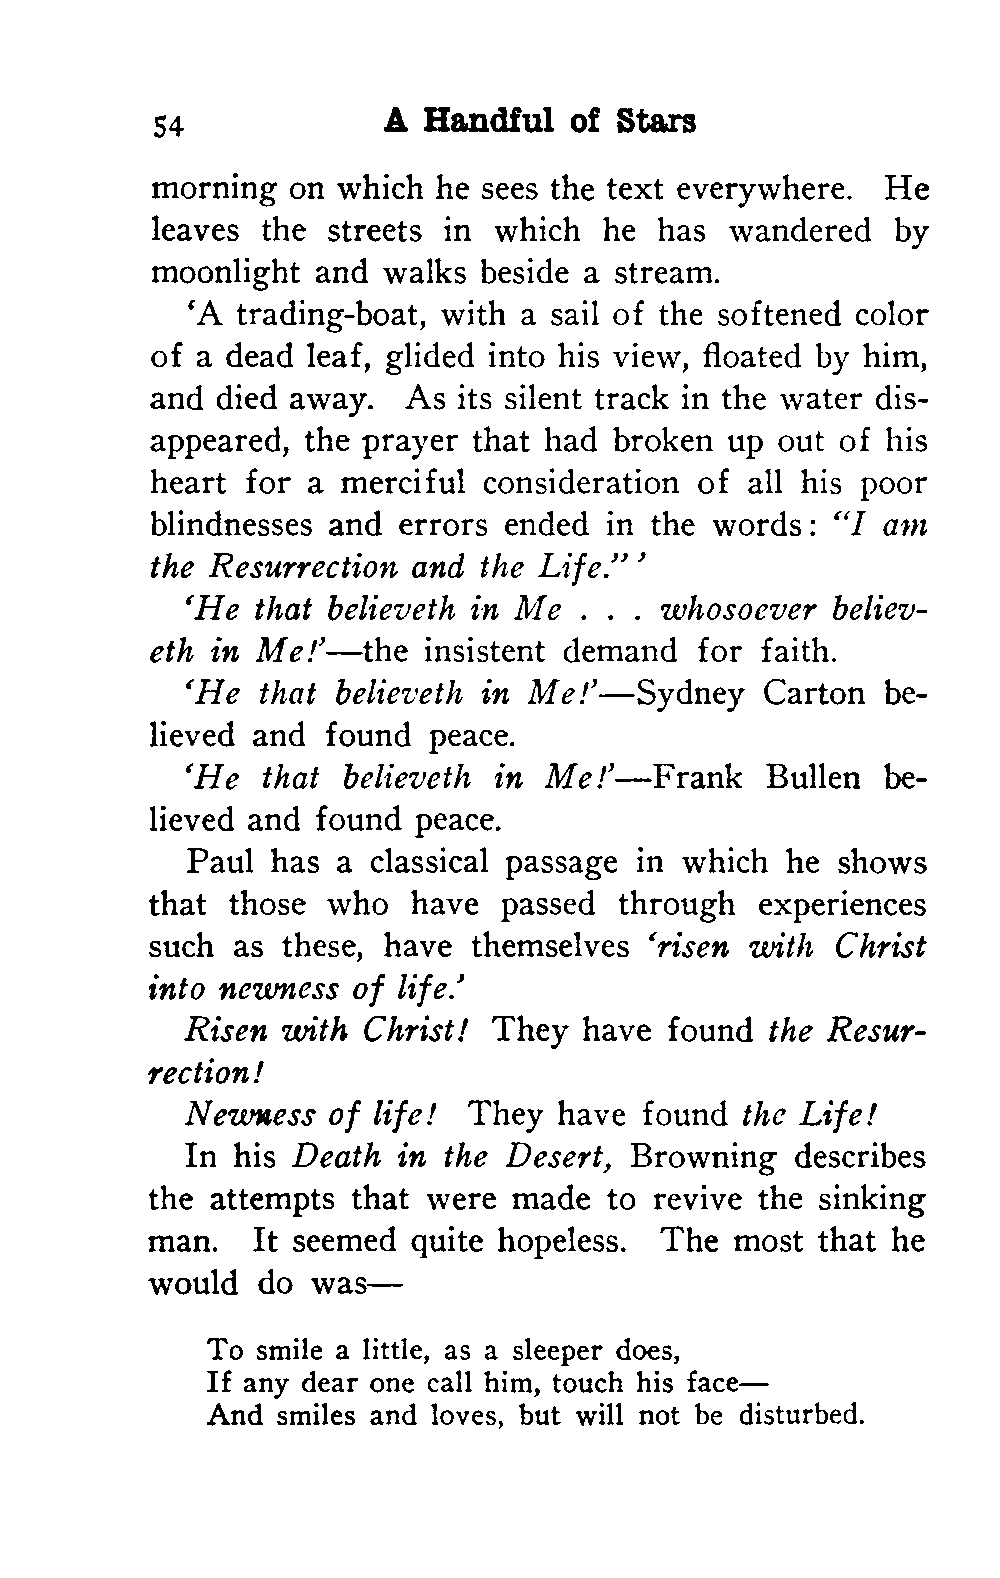 54 A Handful of Stars
morning on which he sees the text everywhere. He
leaves the streets in which he has wandered by
moonlight and walks beside a stream.
‘A trading-boat, with a sail of the softened color
of a dead leaf, glided into his view, floated by him,
and died away. As its silent track in the water dis-
appeared, the prayer that had broken up out of his
heart for a merciful consideration of all his poor
blindnesses and errors ended in the words: “I am
the Resurrection and the Life.” ’
‘He that believeth in Me . . . whosoever believ-
eth in Me!’—the insistent demand for faith.
‘He that believeth in Me!’—Sydney Carton be-
lieved and found peace.
‘He that believeth in Me!’—Frank Bullen be-
lieved and found peace.
Paul has a classical passage in which he shows
that those who have passed through experiences
such as these, have themselves ‘risen with Christ
into newness of life.’
Risen with Christ! They have found the Resur-
rection!
Newness of life! They have found the Life!
In his Death in the Desert, Browning describes
the attempts that were made to revive the sinking
man. It seemed quite hopeless. The most that he
would do was—
To smile a little, as a sleeper does,
If any dear one call him, touch his face—
And smiles and loves, but will not be disturbed.